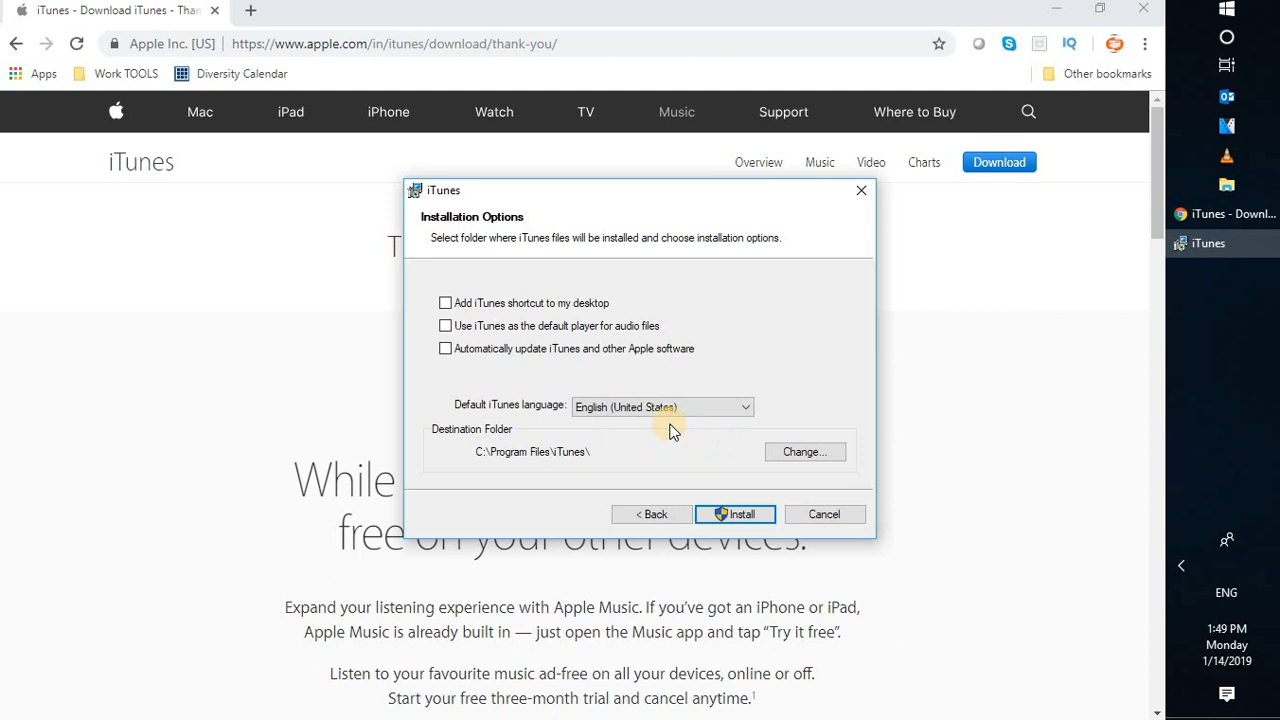 iTunes - Download iTunes - Than
Apple Inc. [US]
https://www.apple.com/in/itunes/download/thank-you/
Apps
Work TOOLS
Diversity Calendar
Other bookmarks
Mac
iPad
iPhone
Watch
TV
Music
Support
Where to Buy
iTunes
Overview
Music
Video
Charts
Download
T
iTunes
Installation Options
Select folder where iTunes files will be installed and choose installation options.
Add iTunes shortcut to my desktop
Use iTunes as the default player for audio files
Automatically update iTunes and other Apple software
Default iTunes language:
English (United States)
Destination Folder
C:\Program Files\iTunes\
Change...
< Back
Install
Cancel
While
free on your other devices.
Expand your listening experience with Apple Music. If you’ve got an iPhone or iPad,
Apple Music is already built in — just open the Music app and tap “Try it free”.
Listen to your favourite music ad-free on all your devices, online or off.
Start your free three-month trial and cancel anytime.1
iTunes - Downl...
iTunes
ENG
1:49 PM
Monday
1/14/2019